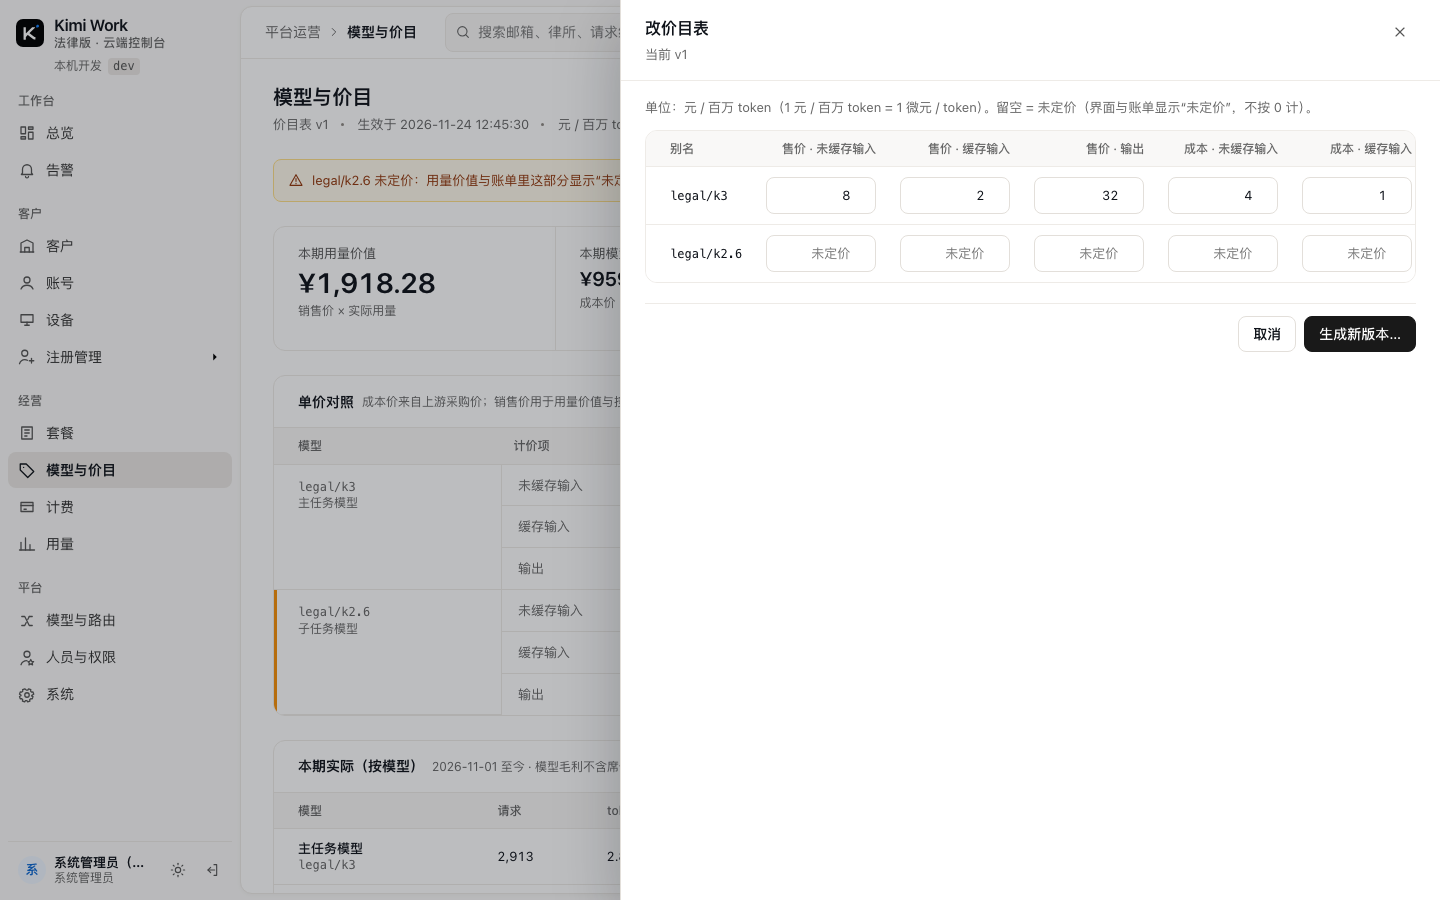 Kimi Work
法律版 · 云端控制台
本机开发 dev
工作台
总览
告警
客户
客户
账号
设备
注册管理
经营
套餐
模型与价目
计费
用量
平台
模型与路由
人员与权限
系统
系 系统管理员（...
系统管理员
平台运营 > 模型与价目
搜索邮箱、律所、请求
模型与价目
价目表 v1 • 生效于 2026-11-24 12:45:30 • 元 / 百万
legal/k2.6 未定价：用量价值与账单里这部分显示“未定
本期用量价值
¥1,918.28
销售价 × 实际用量
本期模
¥95
成本价
单价对照 成本价来自上游采购价；销售价用于用量价值与
模型 计价项
legal/k3
主任务模型
未缓存输入
缓存输入
输出
legal/k2.6
子任务模型
未缓存输入
缓存输入
输出
本期实际（按模型） 2026-11-01 至今 · 模型毛利不含席
模型 请求
主任务模型
legal/k3
2,913
改价目表
当前 v1
单位：元 / 百万 token（1 元 / 百万 token = 1 微元 / token）。留空 = 未定价（界面与账单显示“未定价”，不按 0 计）。
别名 售价 · 未缓存输入 售价 · 缓存输入 售价 · 输出 成本 · 未缓存输入 成本 · 缓存输入
legal/k3 8 2 32 4 1
legal/k2.6 未定价 未定价 未定价 未定价 未定价
取消 生成新版本...